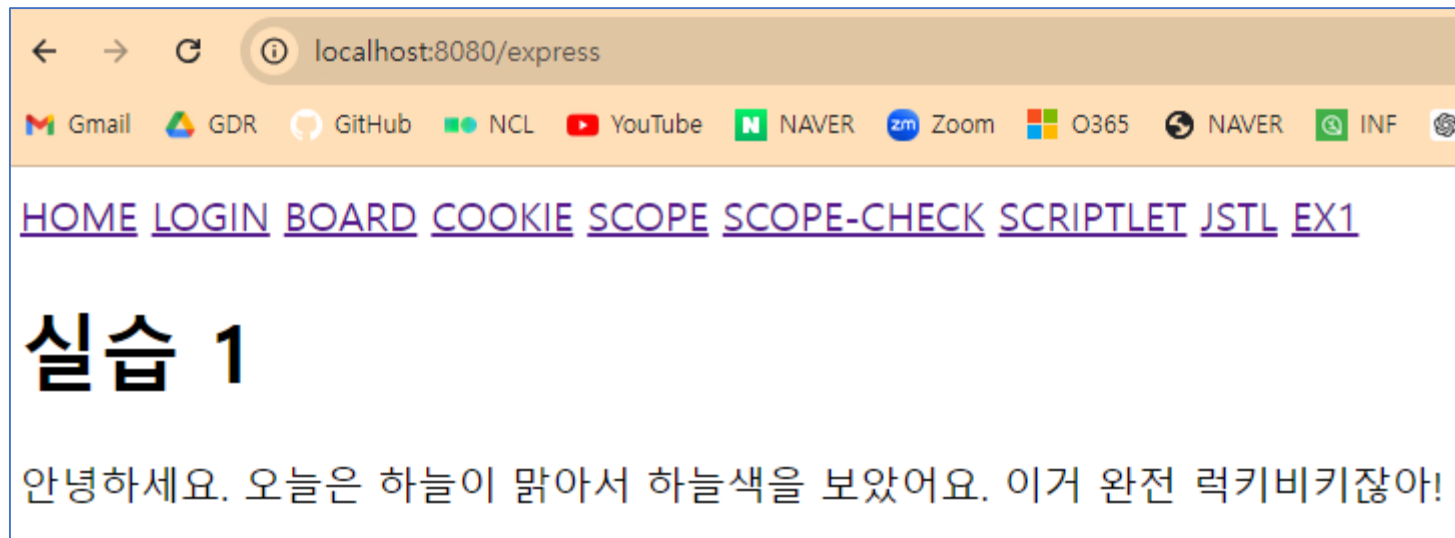 localhost:8080/express
Gmail GDR GitHub NCL YouTube N NAVER zm Zoom O365 NAVER INF
HOME LOGIN BOARD COOKIE SCOPE SCOPE-CHECK SCRIPTLET JSTL EX1
실습 1
안녕하세요. 오늘은 하늘이 맑아서 하늘색을 보았어요. 이거 완전 럭키비키잖아!